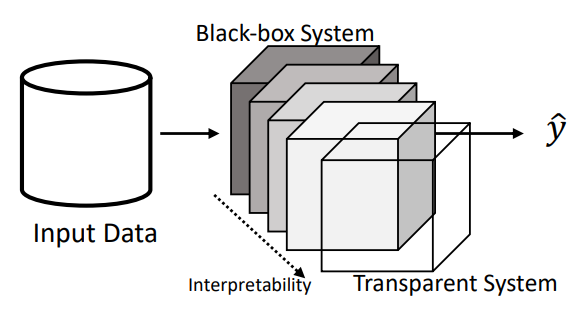 Black-box System
Input Data
ŷ
Interpretability
Transparent System